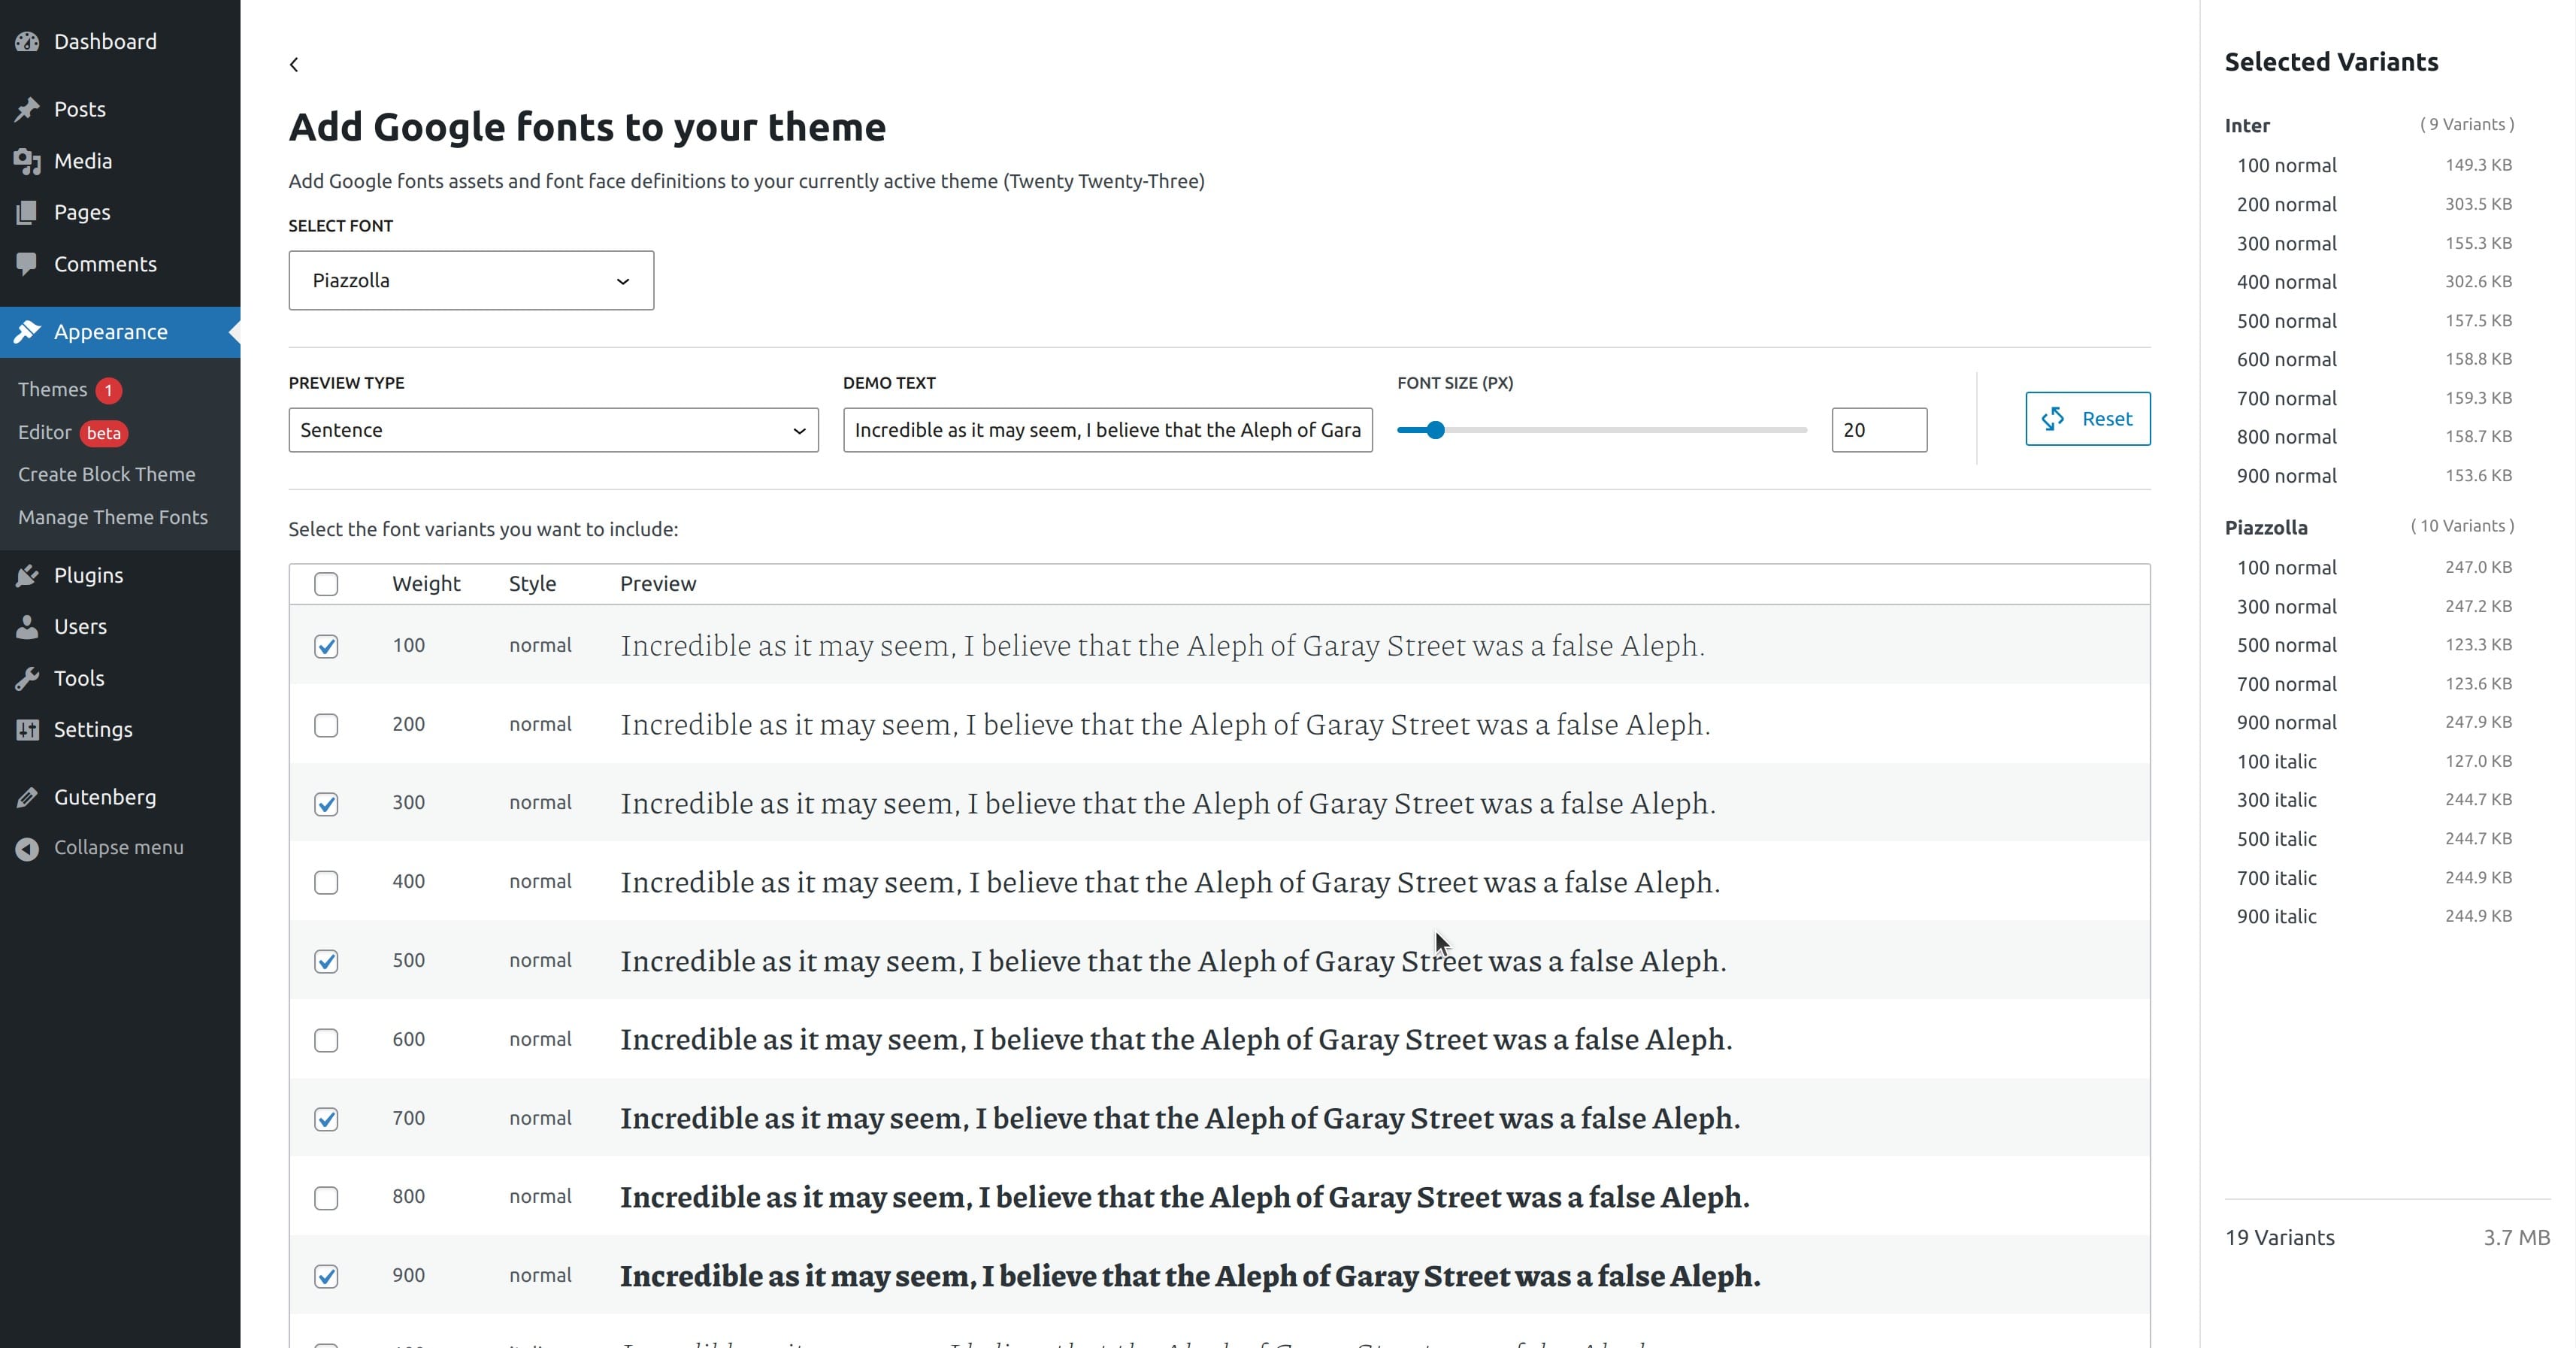 Dashboard
Posts
Media
Pages
Comments
Appearance
Themes 1
Editor beta
Create Block Theme
Manage Theme Fonts
Plugins
Users
Tools
Settings
Gutenberg
Collapse menu
Add Google fonts to your theme
Add Google fonts assets and font face definitions to your currently active theme (Twenty Twenty-Three)
SELECT FONT
Piazzolla
PREVIEW TYPE
Sentence
DEMO TEXT
Incredible as it may seem, I believe that the Aleph of Gara
FONT SIZE (PX)
20
Reset
Select the font variants you want to include:
Weight Style Preview
100 normal Incredible as it may seem, I believe that the Aleph of Garay Street was a false Aleph.
200 normal Incredible as it may seem, I believe that the Aleph of Garay Street was a false Aleph.
300 normal Incredible as it may seem, I believe that the Aleph of Garay Street was a false Aleph.
400 normal Incredible as it may seem, I believe that the Aleph of Garay Street was a false Aleph.
500 normal Incredible as it may seem, I believe that the Aleph of Garay Street was a false Aleph.
600 normal Incredible as it may seem, I believe that the Aleph of Garay Street was a false Aleph.
700 normal Incredible as it may seem, I believe that the Aleph of Garay Street was a false Aleph.
800 normal Incredible as it may seem, I believe that the Aleph of Garay Street was a false Aleph.
900 normal Incredible as it may seem, I believe that the Aleph of Garay Street was a false Aleph.
Selected Variants
Inter ( 9 Variants )
100 normal 149.3 KB
200 normal 303.5 KB
300 normal 155.3 KB
400 normal 302.6 KB
500 normal 157.5 KB
600 normal 158.8 KB
700 normal 159.3 KB
800 normal 158.7 KB
900 normal 153.6 KB
Piazzolla ( 10 Variants )
100 normal 247.0 KB
300 normal 247.2 KB
500 normal 123.3 KB
700 normal 123.6 KB
900 normal 247.9 KB
100 italic 127.0 KB
300 italic 244.7 KB
500 italic 244.7 KB
700 italic 244.9 KB
900 italic 244.9 KB
19 Variants 3.7 MB